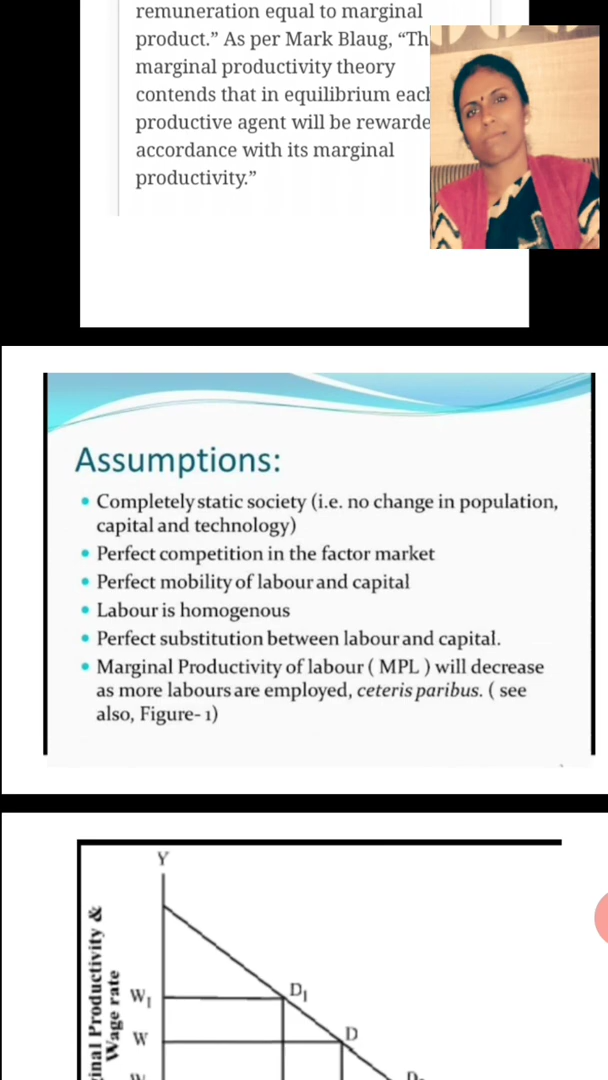 remuneration equal to marginal
product.” As per Mark Blaug, “Th
marginal productivity theory
contends that in equilibrium each
productive agent will be rewarde
accordance with its marginal
productivity.”
Assumptions:
• Completely static society (i.e. no change in population,
capital and technology)
• Perfect competition in the factor market
• Perfect mobility of labour and capital
• Labour is homogenous
• Perfect substitution between labour and capital.
• Marginal Productivity of labour ( MPL ) will decrease
as more labours are employed, ceteris paribus. ( see
also, Figure- 1)
Y
inal Productivity &
Wage rate
W1
D1
W
D